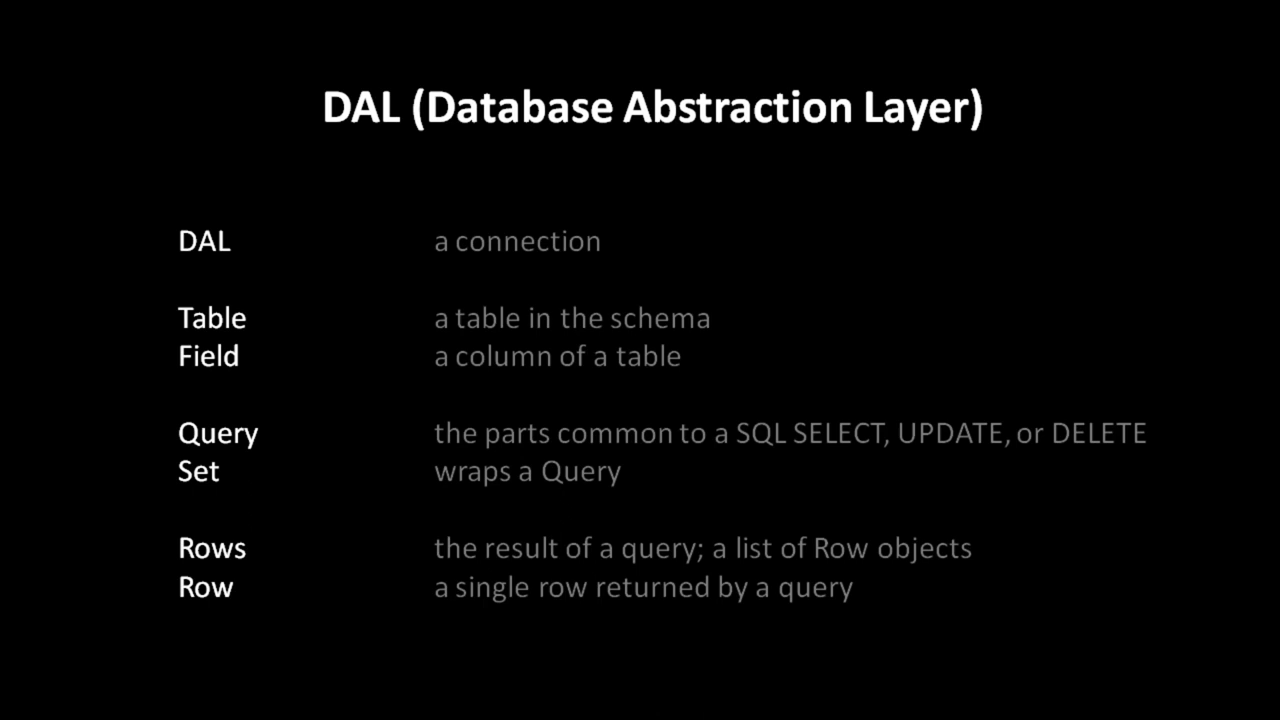 DAL (Database Abstraction Layer)
DAL a connection
Table a table in the schema
Field a column of a table
Query the parts common to a SQL SELECT, UPDATE, or DELETE
Set wraps a Query
Rows the result of a query; a list of Row objects
Row a single row returned by a query